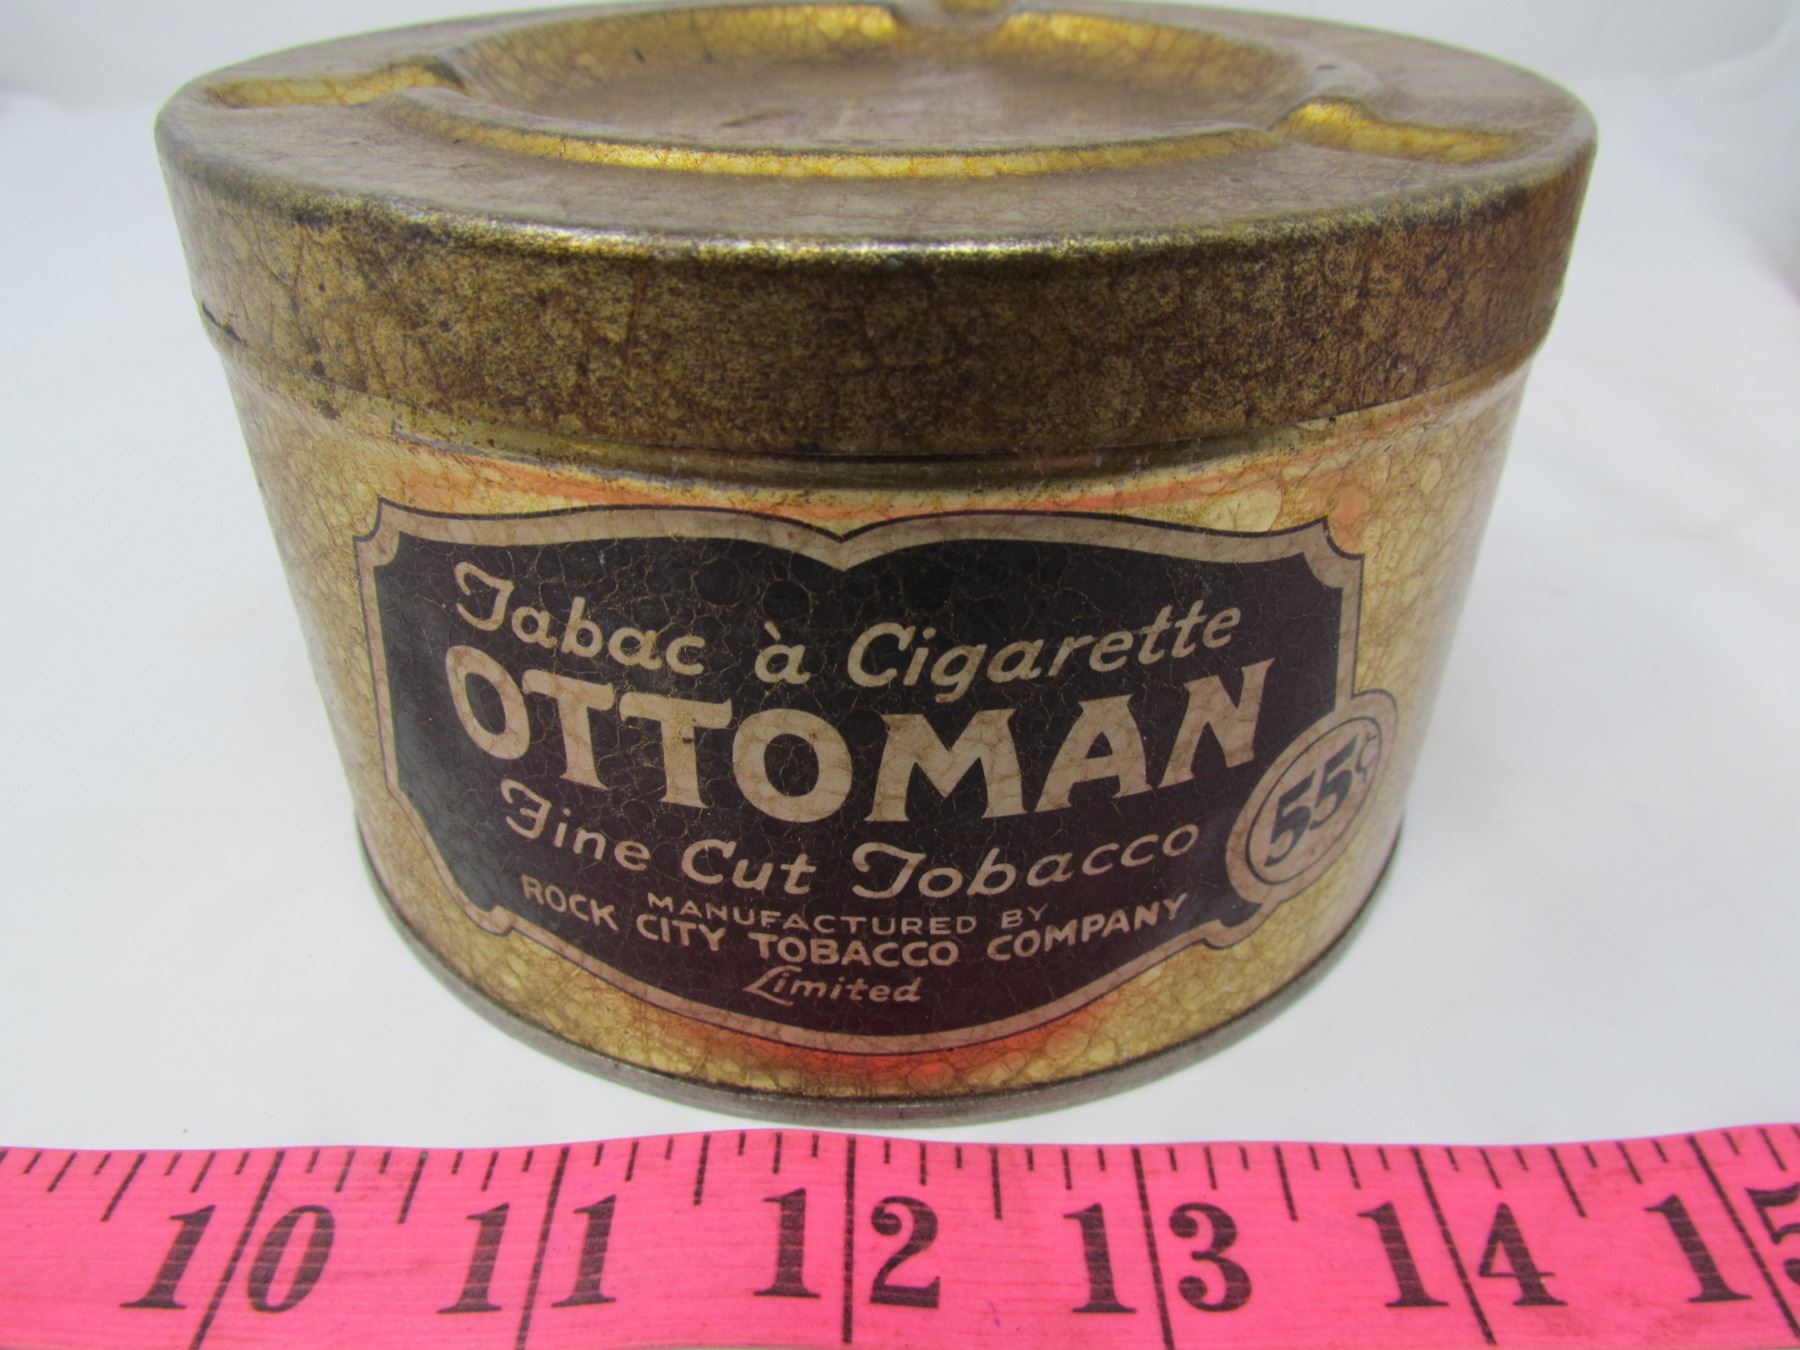 Tabac à Cigarette
OTTOMAN
Fine Cut Tobacco
55¢
MANUFACTURED BY
ROCK CITY TOBACCO COMPANY
Limited
10 11 12 13 14 15